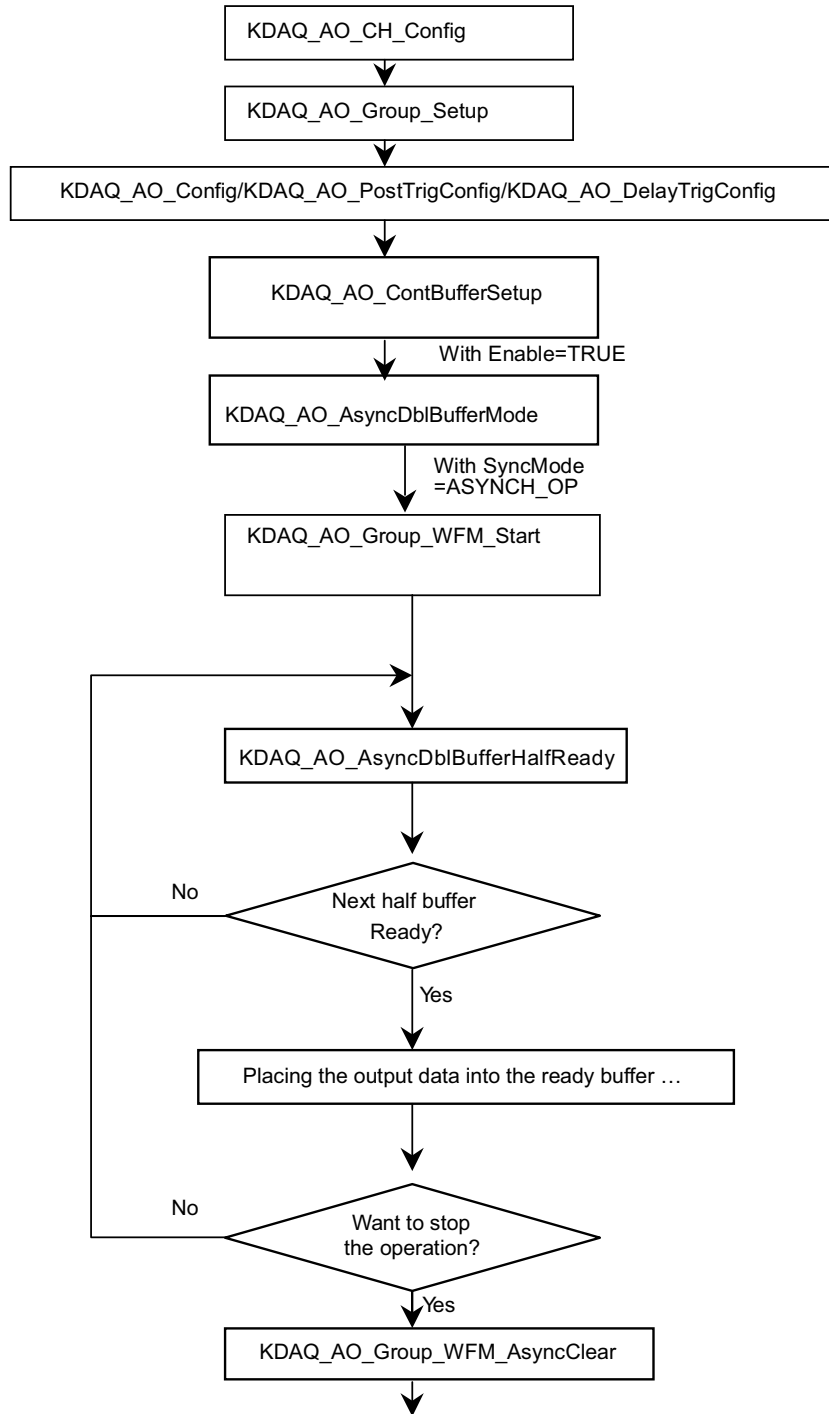 KDAQ_AO_CH_Config
KDAQ_AO_Group_Setup
KDAQ_AO_Config/KDAQ_AO_PostTrigConfig/KDAQ_AO_DelayTrigConfig
KDAQ_AO_ContBufferSetup
With Enable=TRUE
KDAQ_AO_AsyncDblBufferMode
With SyncMode
=ASYNCH_OP
KDAQ_AO_Group_WFM_Start
KDAQ_AO_AsyncDblBufferHalfReady
No
Next half buffer
Ready?
Yes
Placing the output data into the ready buffer …
No
Want to stop
the operation?
Yes
KDAQ_AO_Group_WFM_AsyncClear